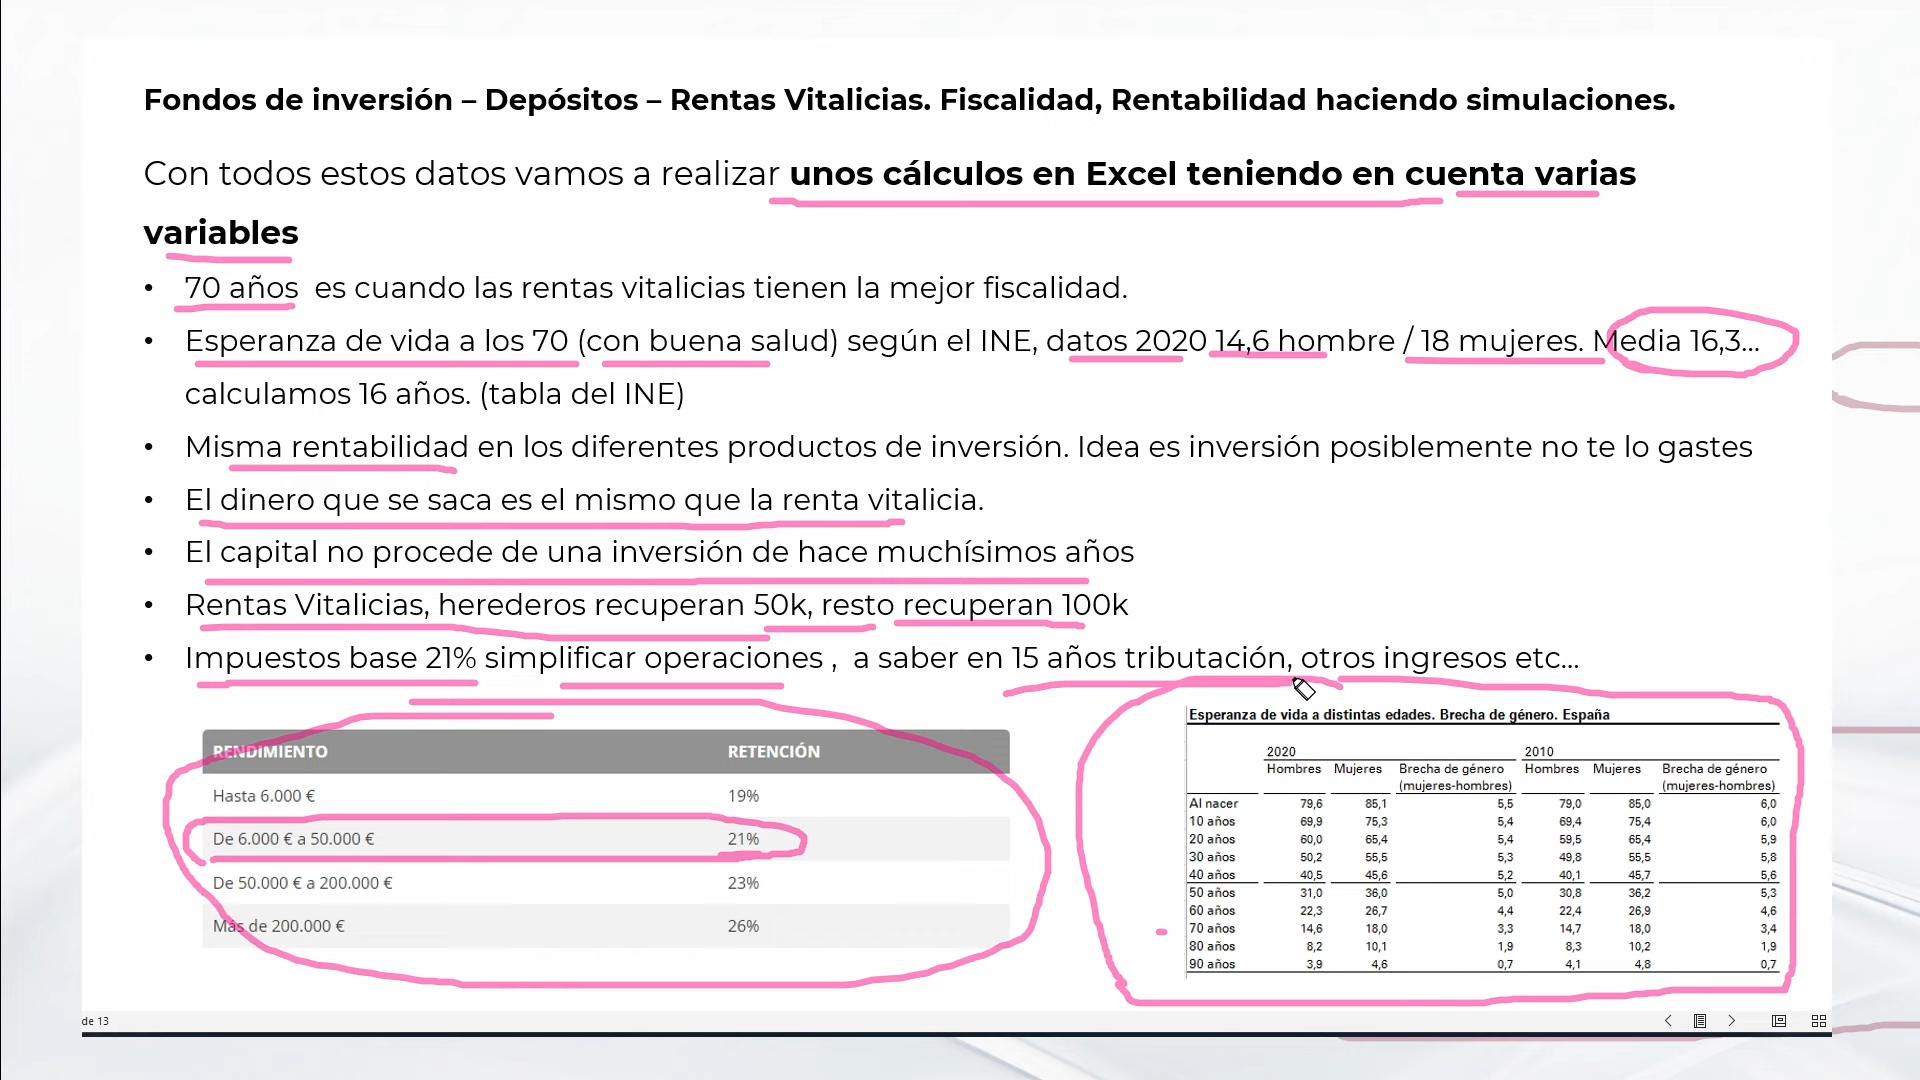 Fondos de inversión – Depósitos – Rentas Vitalicias. Fiscalidad, Rentabilidad haciendo simulaciones.
Con todos estos datos vamos a realizar unos cálculos en Excel teniendo en cuenta varias
variables
• 70 años es cuando las rentas vitalicias tienen la mejor fiscalidad.
• Esperanza de vida a los 70 (con buena salud) según el INE, datos 2020 14,6 hombre / 18 mujeres. Media 16,3...
calculamos 16 años. (tabla del INE)
• Misma rentabilidad en los diferentes productos de inversión. Idea es inversión posiblemente no te lo gastes
• El dinero que se saca es el mismo que la renta vitalicia.
• El capital no procede de una inversión de hace muchísimos años
• Rentas Vitalicias, herederos recuperan 50k, resto recuperan 100k
• Impuestos base 21% simplificar operaciones , a saber en 15 años tributación, otros ingresos etc...
RENDIMIENTO RETENCIÓN
Hasta 6.000 € 19%
De 6.000 € a 50.000 € 21%
De 50.000 € a 200.000 € 23%
Más de 200.000 € 26%
Esperanza de vida a distintas edades. Brecha de género. España
2020 2010
Hombres Mujeres Brecha de género Hombres Mujeres Brecha de género
(mujeres-hombres) (mujeres-hombres)
Al nacer 79,6 85,1 5,5 79,0 85,0 6,0
10 años 69,9 75,3 5,4 69,4 75,4 6,0
20 años 60,0 65,4 5,4 59,5 65,4 5,9
30 años 50,2 55,5 5,3 49,8 55,5 5,8
40 años 40,5 45,6 5,2 40,1 45,7 5,6
50 años 31,0 36,0 5,0 30,8 36,2 5,3
60 años 22,3 26,7 4,4 22,4 26,9 4,6
70 años 14,6 18,0 3,3 14,7 18,0 3,4
80 años 8,2 10,1 1,9 8,3 10,2 1,9
90 años 3,9 4,6 0,7 4,1 4,8 0,7
de 13